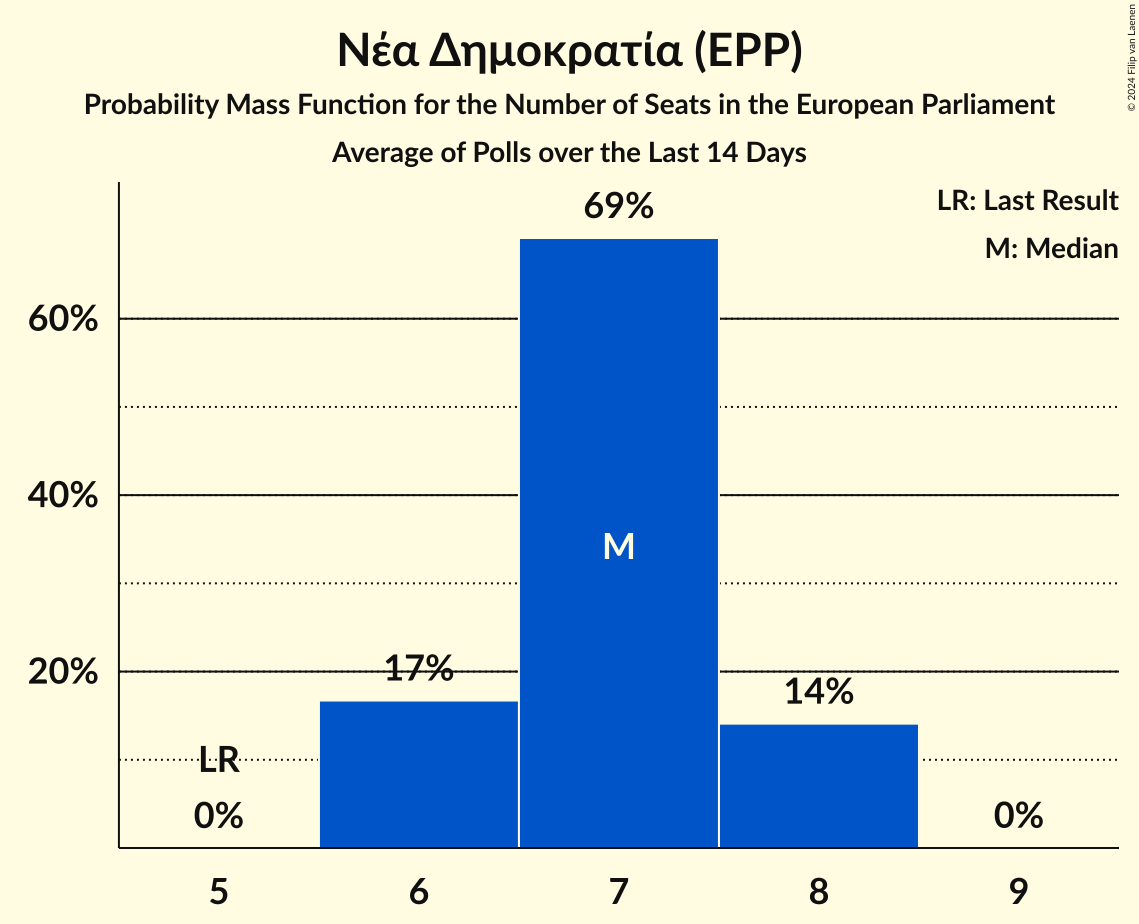 Νέα Δημοκρατία (EPP)
Probability Mass Function for the Number of Seats in the European Parliament
Average of Polls over the Last 14 Days
© 2024 Filip van Laenen
LR: Last Result
M: Median
69%
60%
40%
M
20%
17%
14%
LR
0%
0%
5 6 7 8 9